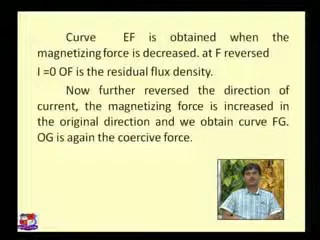 Curve EF is obtained when the
magnetizing force is decreased. at F reversed
I =0 OF is the residual flux density.
Now further reversed the direction of
current, the magnetizing force is increased in
the original direction and we obtain curve FG.
OG is again the coercive force.